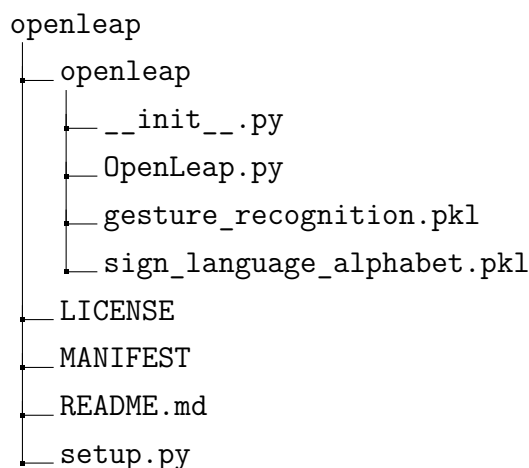 openleap
openleap
__init__.py
OpenLeap.py
gesture_recognition.pkl
sign_language_alphabet.pkl
LICENSE
MANIFEST
README.md
setup.py